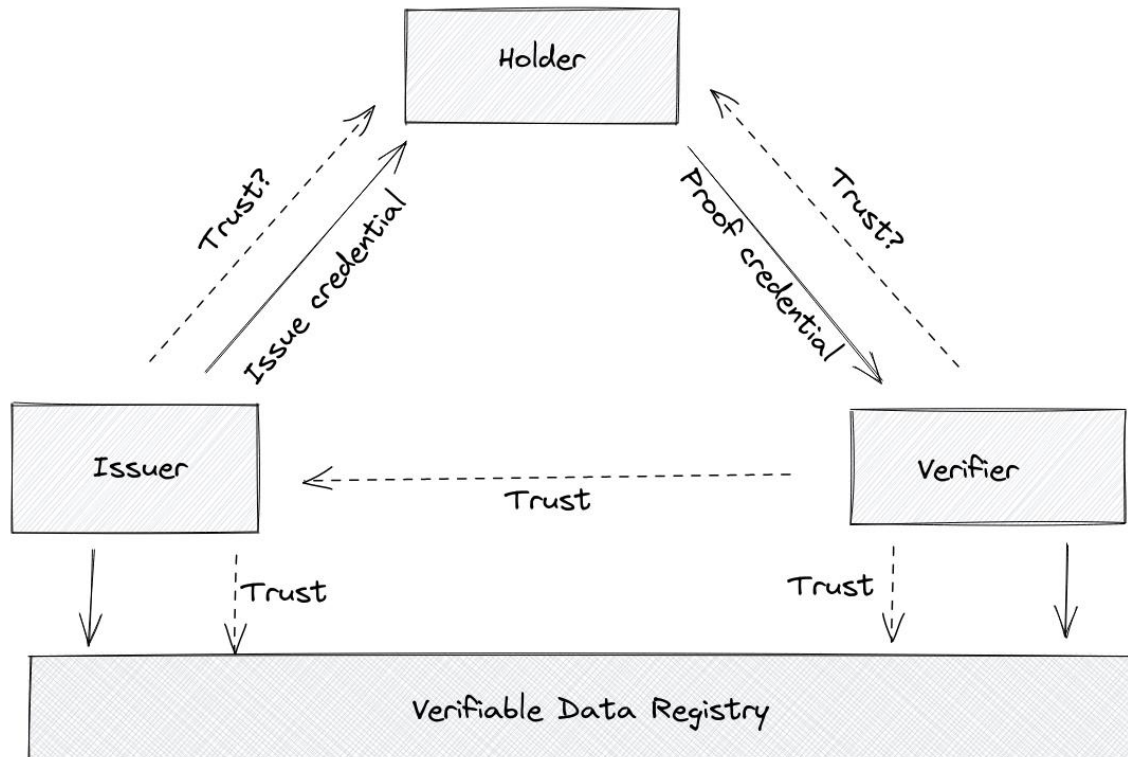 Holder
Trust?
Issue credential
Proof credential
Trust?
Issuer
Trust
Verifier
Trust
Trust
Verifiable Data Registry